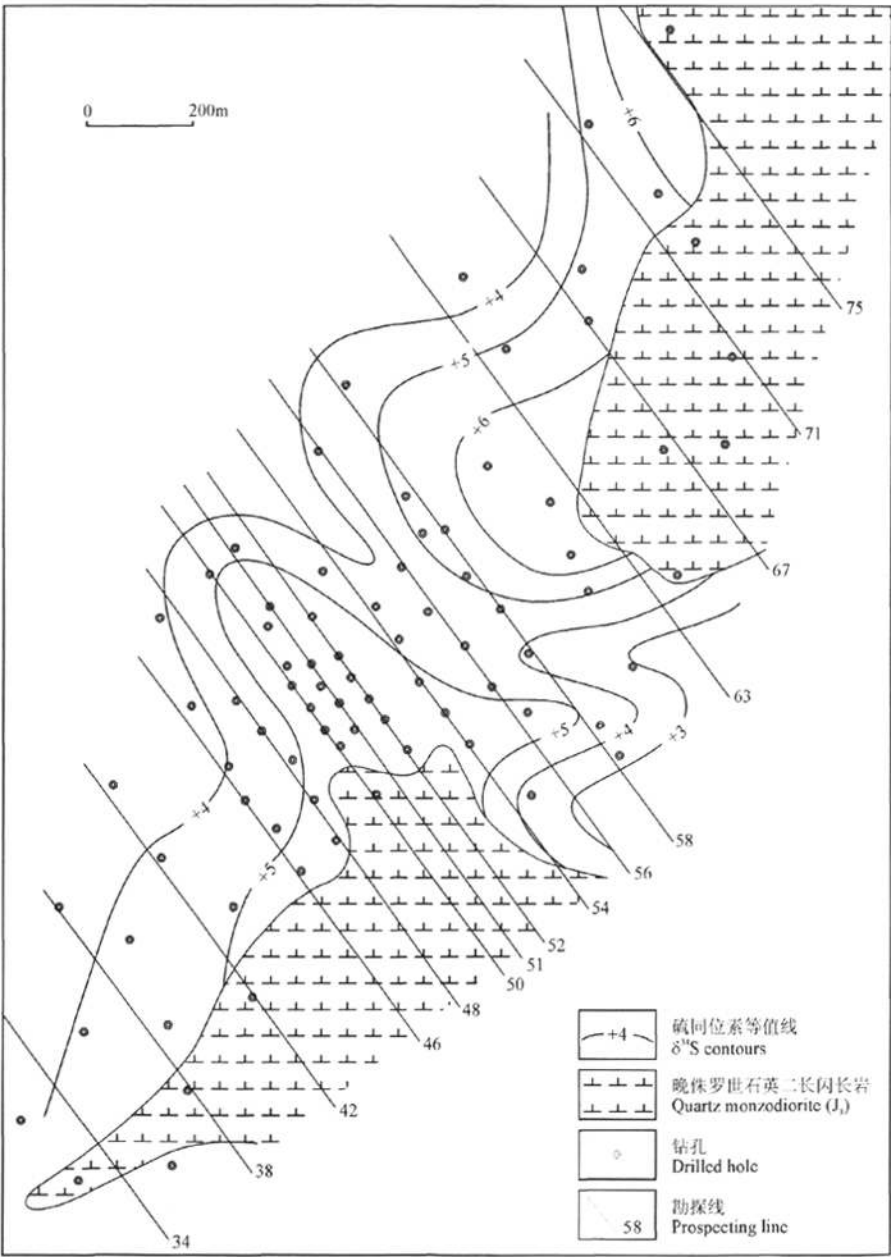 0 200m
+6
+4
+5
+6
75
71
67
63
+5
+4
+3
+4
+5
58
56
54
52
51
50
48
46
42
38
34
+4
硫同位素等值线
δ³⁴S contours
晚侏罗世石英二长闪长岩
Quartz monzodiorite (J₃)
钻孔
Drilled hole
58
勘探线
Prospecting line